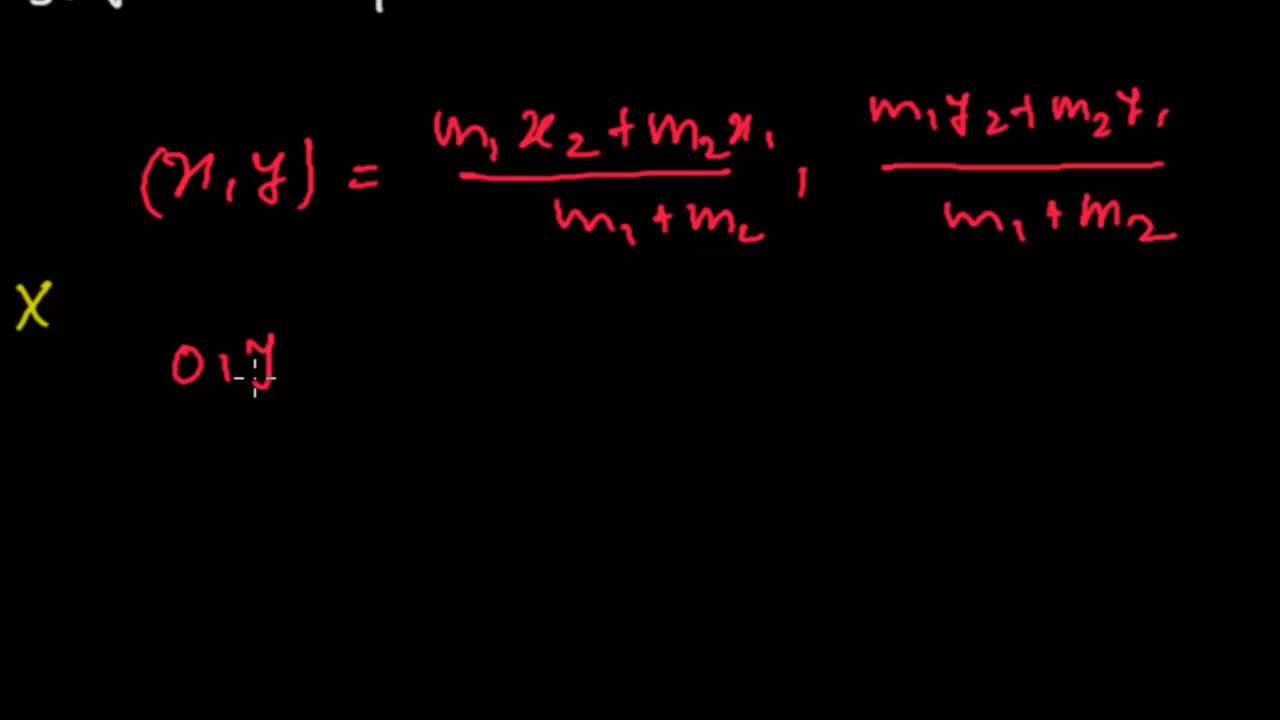 (x, y) = m₁x₂ + m₂x₁ / m₁ + m₂ , m₁y₂ + m₂y₁ / m₁ + m₂
X
0, y